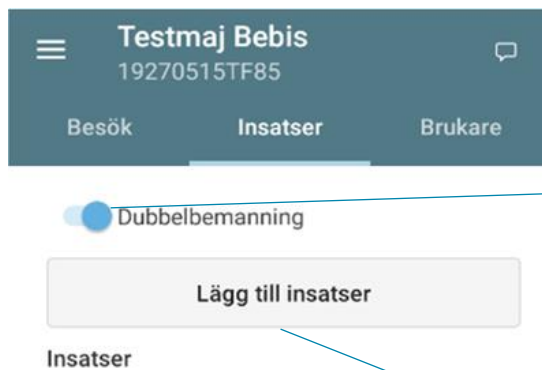 Testmaj Bebis
19270515TF85
Besök Insatser Brukare
Dubbelbemanning
Lägg till insatser
Insatser